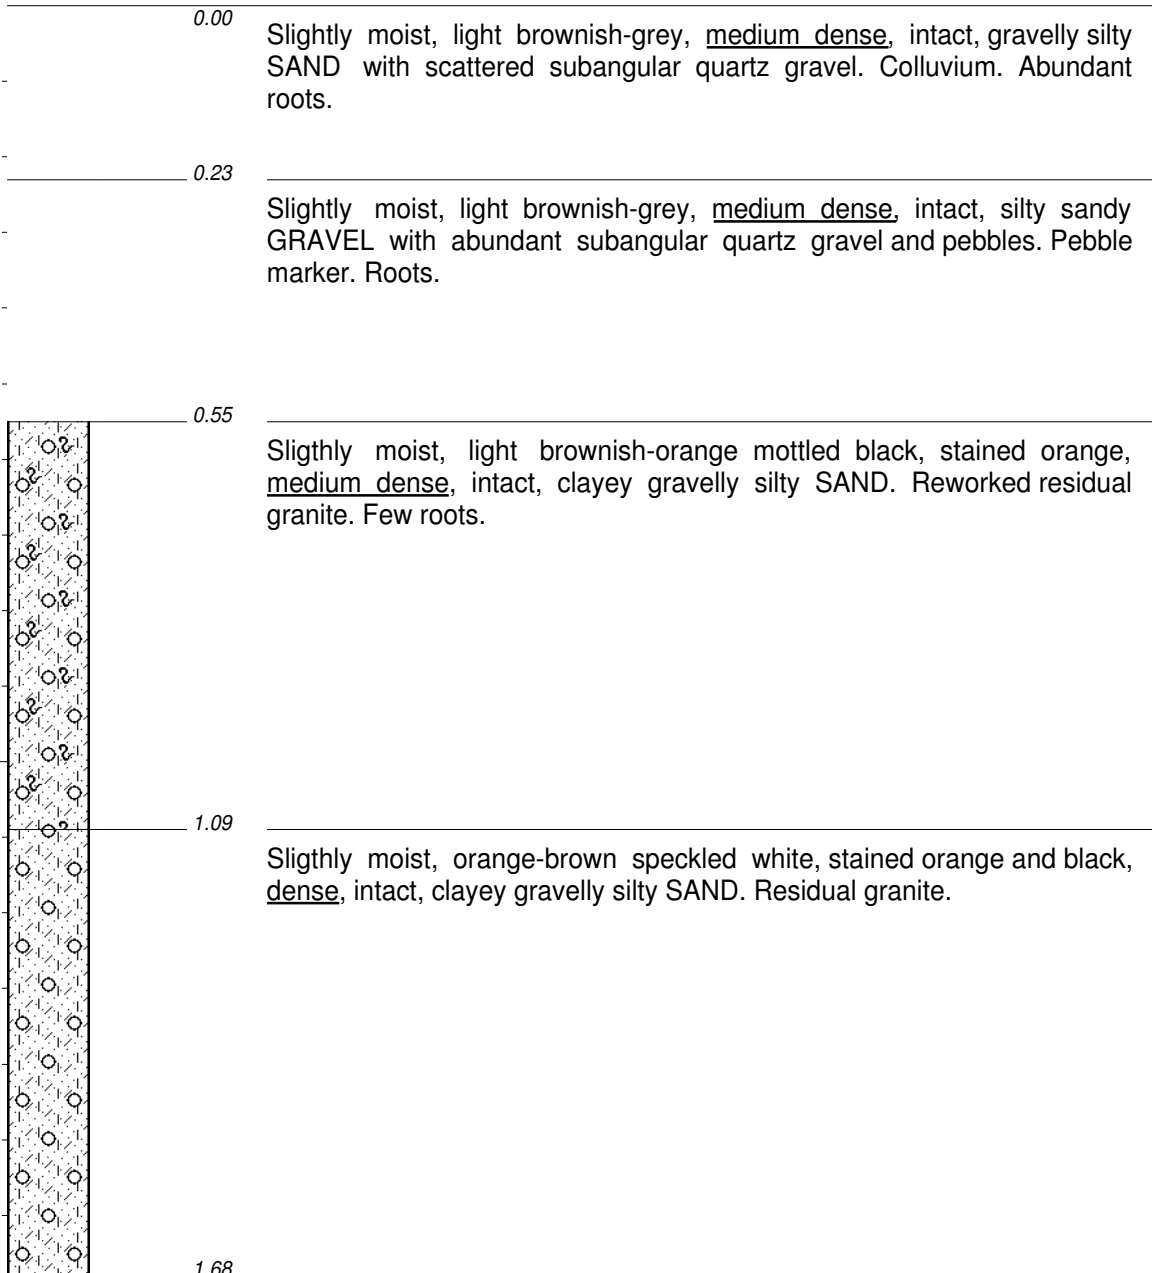 0.00
Slightly moist, light brownish-grey, medium dense, intact, gravelly silty
SAND with scattered subangular quartz gravel. Colluvium. Abundant
roots.
0.23
Slightly moist, light brownish-grey, medium dense, intact, silty sandy
GRAVEL with abundant subangular quartz gravel and pebbles. Pebble
marker. Roots.
0.55
Sligthly moist, light brownish-orange mottled black, stained orange,
medium dense, intact, clayey gravelly silty SAND. Reworked residual
granite. Few roots.
1.09
Sligthly moist, orange-brown speckled white, stained orange and black,
dense, intact, clayey gravelly silty SAND. Residual granite.
1.68